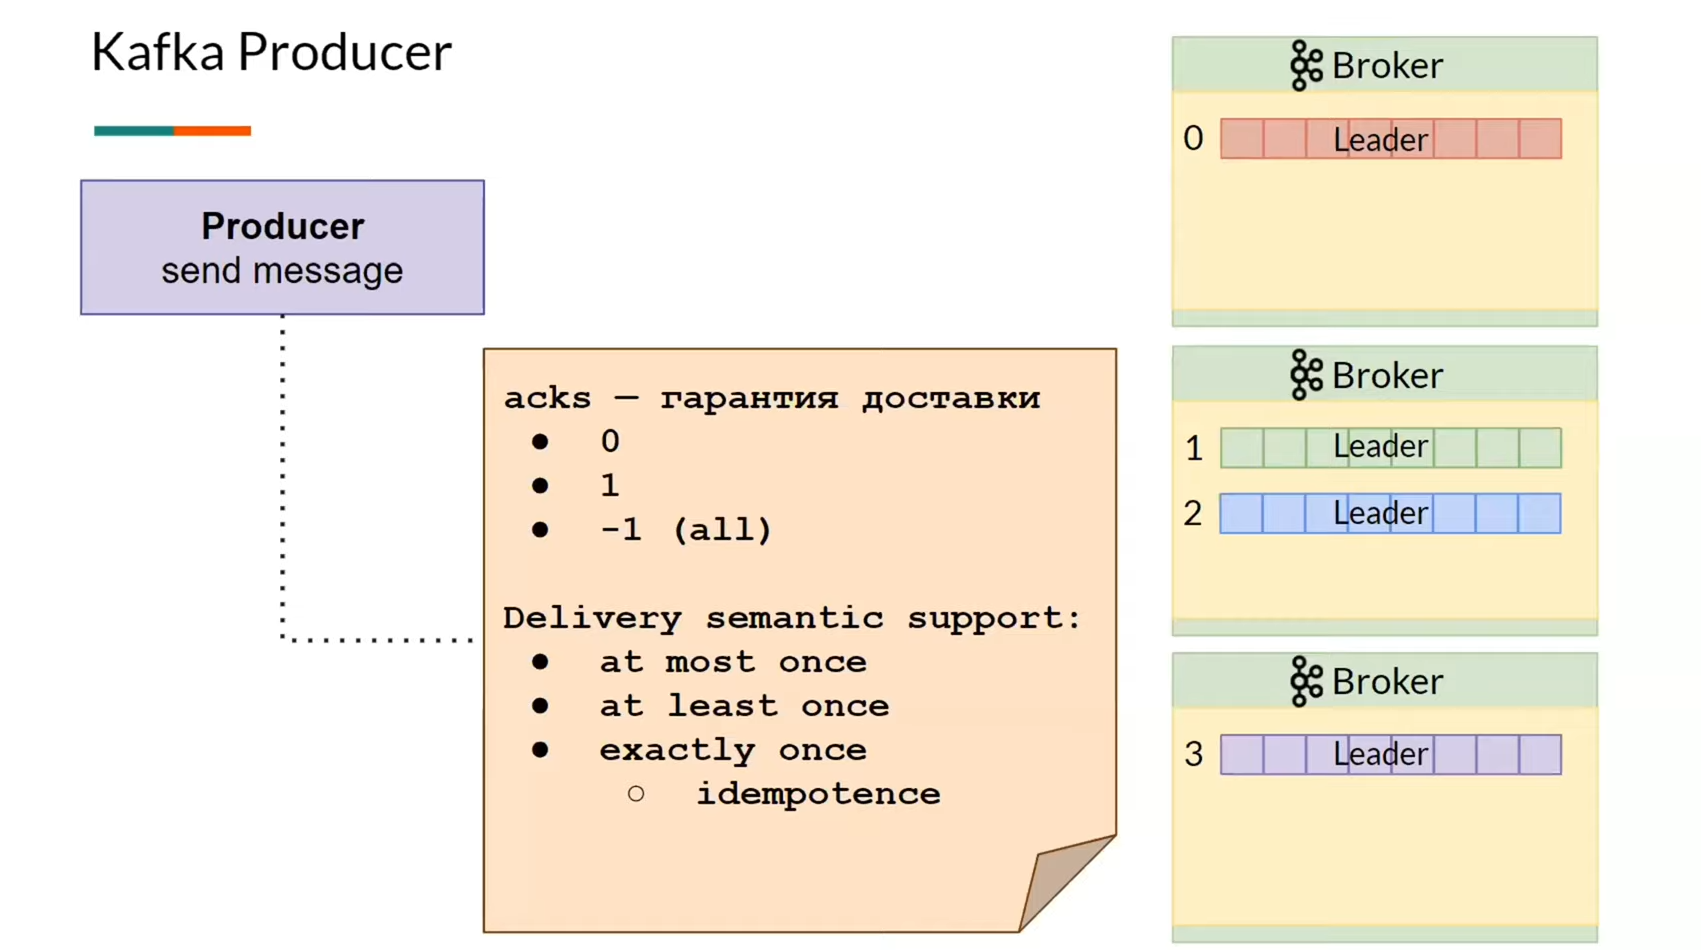 Kafka Producer
Producer
send message
acks — гарантия доставки
● 0
● 1
● -1 (all)
Delivery semantic support:
● at most once
● at least once
● exactly once
○ idempotence
Broker
0 Leader
Broker
1 Leader
2 Leader
Broker
3 Leader